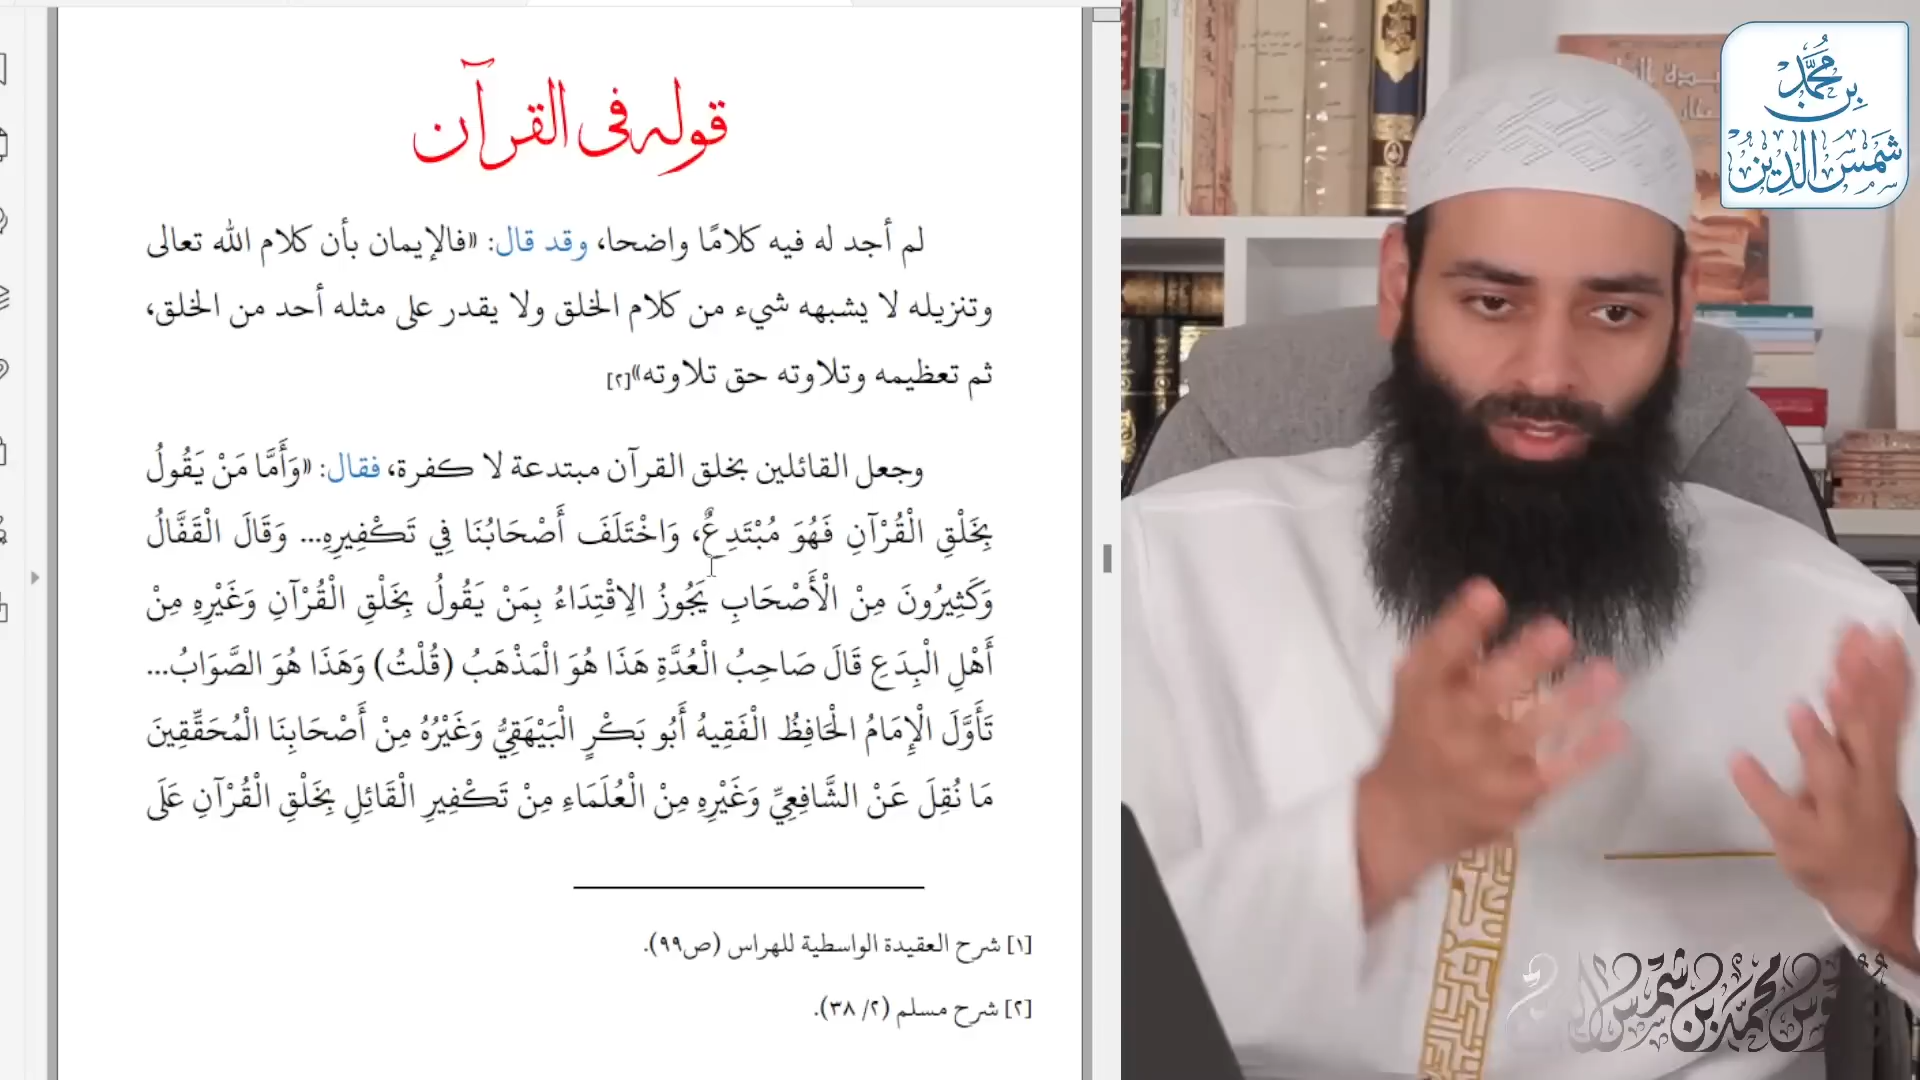 قوله في القرآن
لم أجد له فيه كلامًا واضحا، وقد قال: «فالإيمان بأن كلام الله تعالى
وتنزيله لا يشبهه شيء من كلام الخلق ولا يقدر على مثله أحد من الخلق،
ثم تعظيمه وتلاوته حق تلاوته»[٢]
وجعل القائلين بخلق القرآن مبتدعة لا كفرة، فقال: «وَأَمَّا مَنْ يَقُولُ
بِخَلْقِ الْقُرْآنِ فَهُوَ مُبْتَدِعٌ، وَاخْتَلَفَ أَصْحَابُنَا فِي تَكْفِيرِهِ... وَقَالَ الْقَفَّالُ
وَكَثِيرُونَ مِنْ الْأَصْحَابِ يَجُوزُ الِاقْتِدَاءُ بِمَنْ يَقُولُ بِخَلْقِ الْقُرْآنِ وَغَيْرِهِ مِنْ
أَهْلِ الْبِدَعِ قَالَ صَاحِبُ الْعُدَّةِ هَذَا هُوَ الْمَذْهَبُ (قُلْتُ) وَهَذَا هُوَ الصَّوَابُ...
تَأَوَّلَ الْإِمَامُ الْحَافِظُ الْفَقِيهُ أَبُو بَكْرٍ الْبَيْهَقِيُّ وَغَيْرُهُ مِنْ أَصْحَابِنَا الْمُحَقِّقِينَ
مَا نُقِلَ عَنْ الشَّافِعِيِّ وَغَيْرِهِ مِنْ الْعُلَمَاءِ مِنْ تَكْفِيرِ الْقَائِلِ بِخَلْقِ الْقُرْآنِ عَلَى
[١] شرح العقيدة الواسطية للهراس (ص٩٩).
[٢] شرح مسلم (٢/ ٣٨).
مُحَمَّد
بِن
شَمْسُ الدِّين